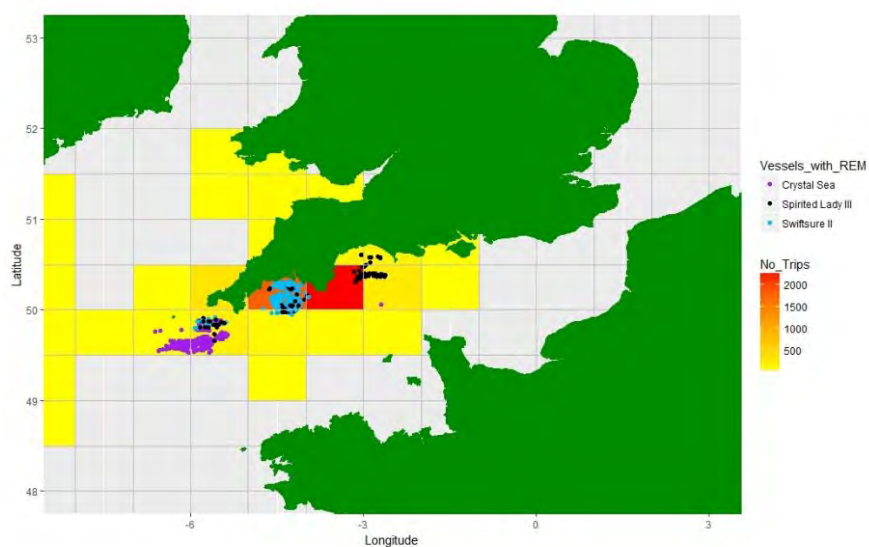 53
52
51
50
49
48
Latitude
-6
-3
0
3
Longitude
Vessels_with_REM
Crystal Sea
Spirited Lady III
Swiftsure II
No_Trips
2000
1500
1000
500